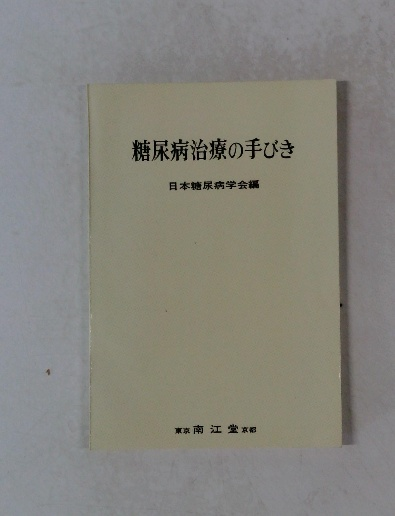 糖尿病治療の手びき
日本糖尿病学会編
東京 南江堂 京都